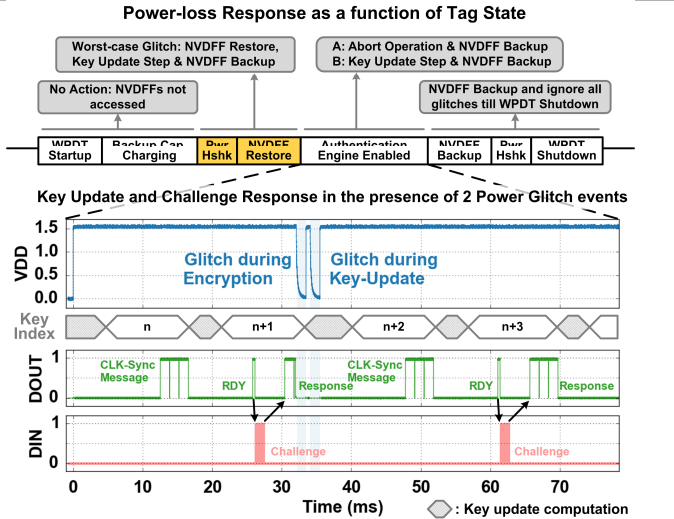 Power-loss Response as a function of Tag State
Worst-case Glitch: NVDFF Restore,
Key Update Step & NVDFF Backup
A: Abort Operation & NVDFF Backup
B: Key Update Step & NVDFF Backup
No Action: NVDFFs not
accessed
NVDFF Backup and ignore all
glitches till WPDT Shutdown
WPDT
Startup
Backup Cap
Charging
Pwr
Hshk
NVDFF
Restore
Authentication
Engine Enabled
NVDFF
Backup
Pwr
Hshk
WPDT
Shutdown
Key Update and Challenge Response in the presence of 2 Power Glitch events
VDD
1.5
1.0
0.5
0.0
Glitch during
Encryption
Glitch during
Key-Update
Key
Index
n
n+1
n+2
n+3
DOUT
1
0
CLK-Sync
Message
RDY
Response
CLK-Sync
Message
RDY
Response
DIN
1
0
Challenge
Challenge
0 10 20 30 40 50 60 70
Time (ms)
: Key update computation